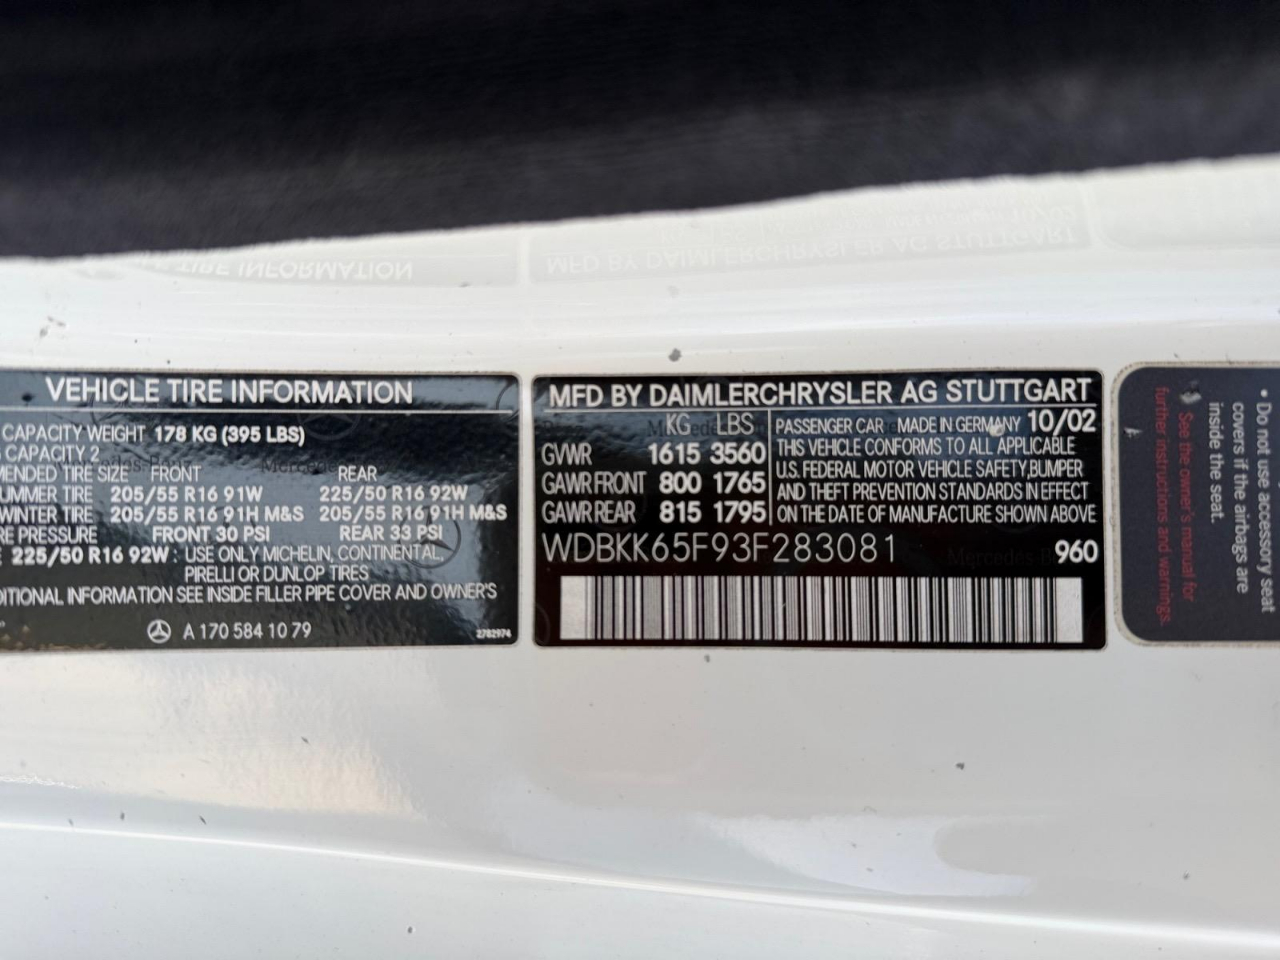 VEHICLE TIRE INFORMATION
CAPACITY WEIGHT 178 KG (395 LBS)
CAPACITY 2
TIRE SIZE FRONT REAR
TIRE 205/55 R16 91W 225/50 R16 92W
WINTER TIRE 205/55 R16 91H M&S 205/55 R16 91H M&S
PRESSURE FRONT 30 PSI REAR 33 PSI
225/50 R16 92W : USE ONLY MICHELIN, CONTINENTAL,
PIRELLI OR DUNLOP TIRES
INFORMATION SEE INSIDE FILLER PIPE COVER AND OWNER'S
A 170 584 10 79
2782974
MFD BY DAIMLERCHRYSLER AG STUTTGART
KG LBS
GVWR 1615 3560
GAWR FRONT 800 1765
GAWR REAR 815 1795
PASSENGER CAR MADE IN GERMANY 10/02
THIS VEHICLE CONFORMS TO ALL APPLICABLE
U.S. FEDERAL MOTOR VEHICLE SAFETY, BUMPER
AND THEFT PREVENTION STANDARDS IN EFFECT
ON THE DATE OF MANUFACTURE SHOWN ABOVE
WDBKK65F93F283081 960
• Do not use accessory seat
covers if the airbags are
inside the seat.
See the owner's manual for
further instructions and warnings.